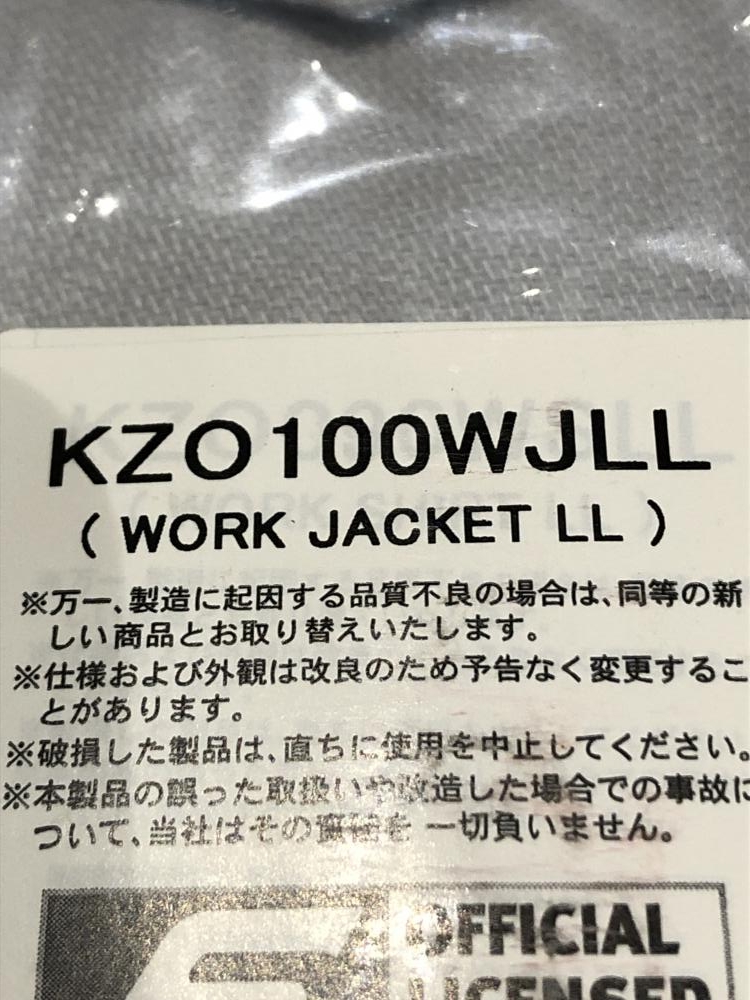 KZO100WJLL
( WORK JACKET LL )
※万一、製造に起因する品質不良の場合は、同等の新
しい商品とお取り替えいたします。
※仕様および外観は改良のため予告なく変更するこ
とがあります。
※破損した製品は、直ちに使用を中止してください。
※本製品の誤った取扱いや改造した場合での事故に
ついて、当社はその責任を一切負いません。
OFFICIAL
LICENSED